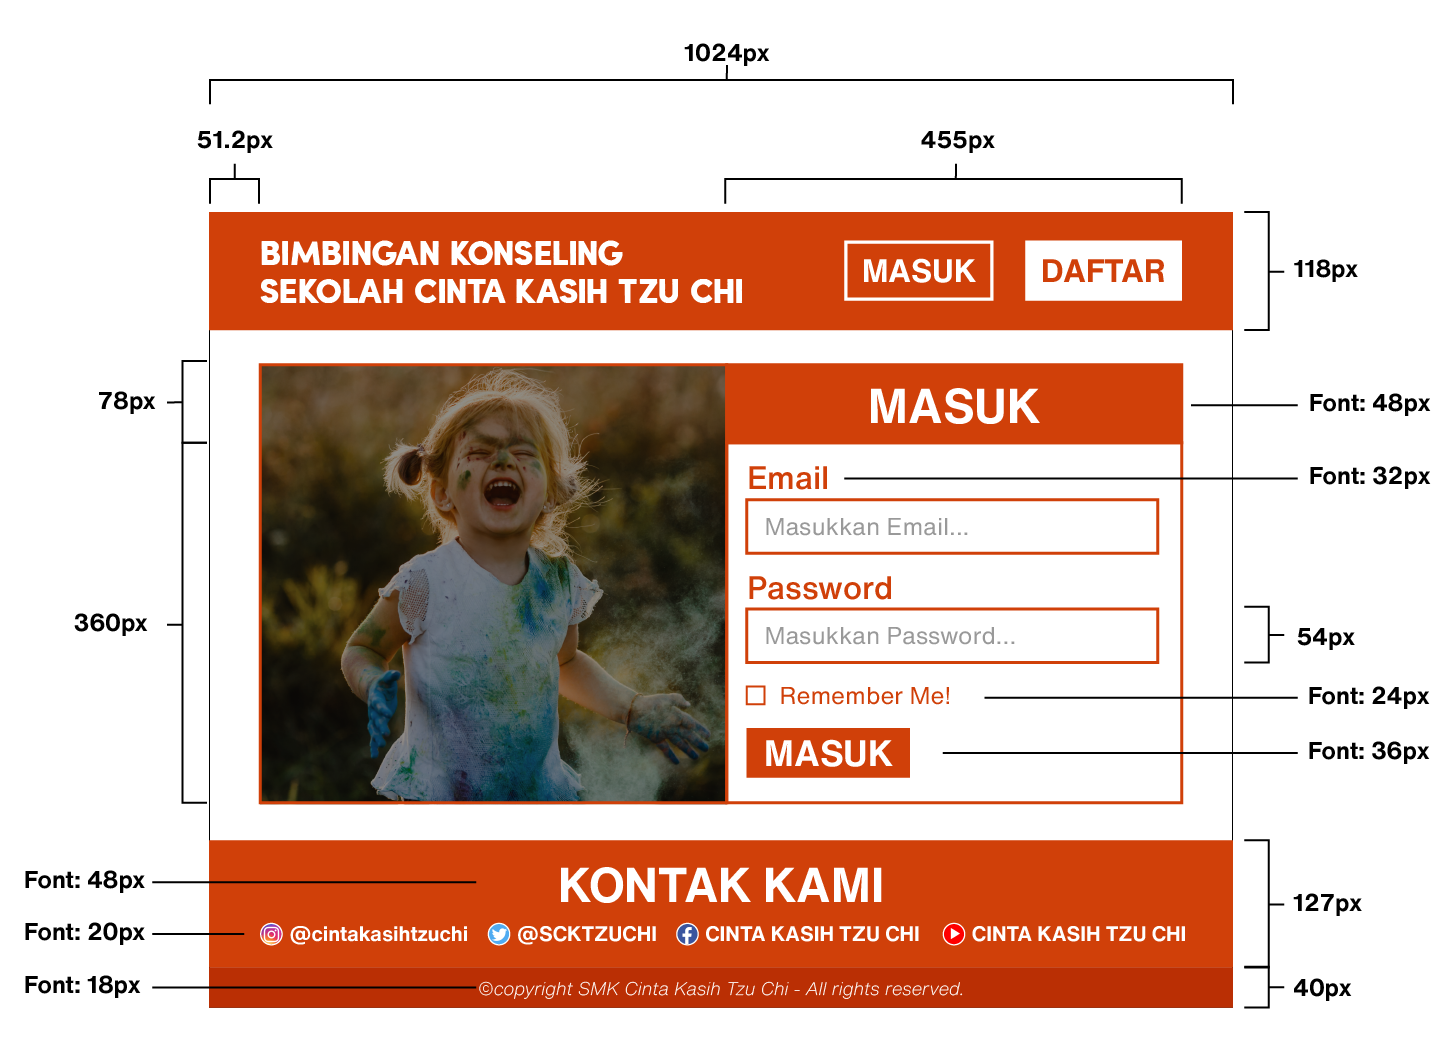 1024px
51.2px
455px
BIMBINGAN KONSELING
SEKOLAH CINTA KASIH TZU CHI
MASUK
DAFTAR
118px
78px
MASUK
Font: 48px
Email
Font: 32px
Masukkan Email...
Password
360px
Masukkan Password...
54px
Remember Me!
Font: 24px
MASUK
Font: 36px
Font: 48px
KONTAK KAMI
127px
Font: 20px
@cintakasihtzuchi
@SCKTZUCHI
CINTA KASIH TZU CHI
CINTA KASIH TZU CHI
Font: 18px
©copyright SMK Cinta Kasih Tzu Chi - All rights reserved.
40px